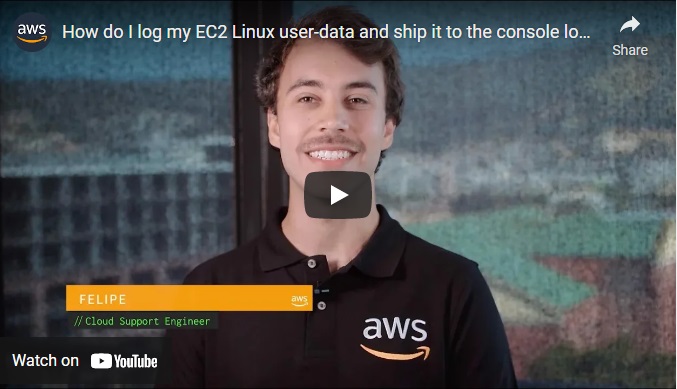 aws
How do I log my EC2 Linux user-data and ship it to the console lo...
Share
FELIPE
aws
//Cloud Support Engineer
aws
Watch on YouTube